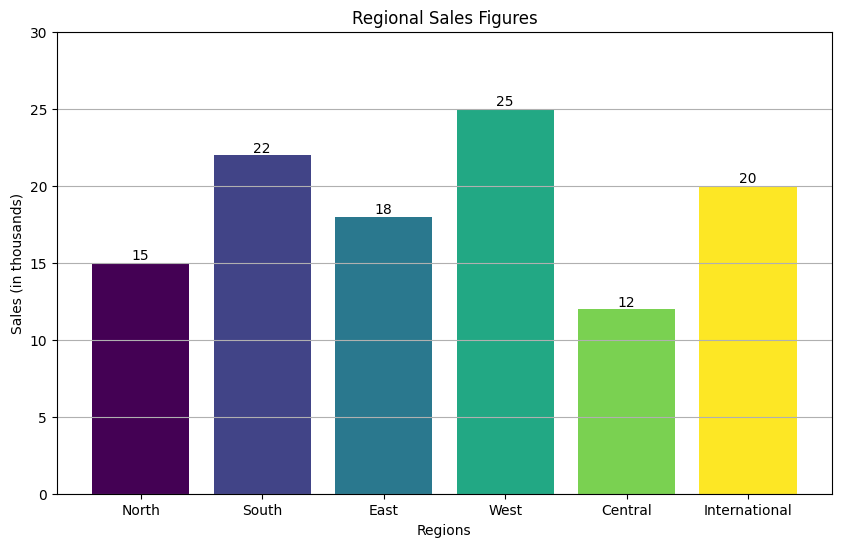 Regional Sales Figures
Sales (in thousands)
30
25
20
15
10
5
0
15
22
18
25
12
20
North
South
East
West
Central
International
Regions